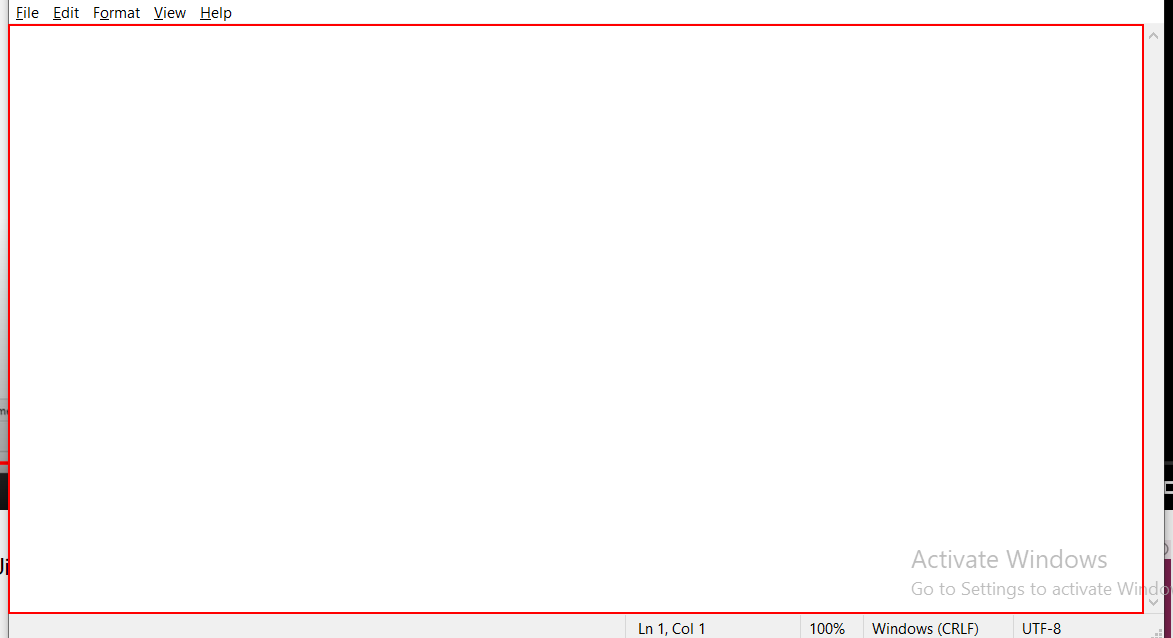 File Edit Format View Help
Activate Windows
Go to Settings to activate Windo
Ln 1, Col 1 100% Windows (CRLF) UTF-8